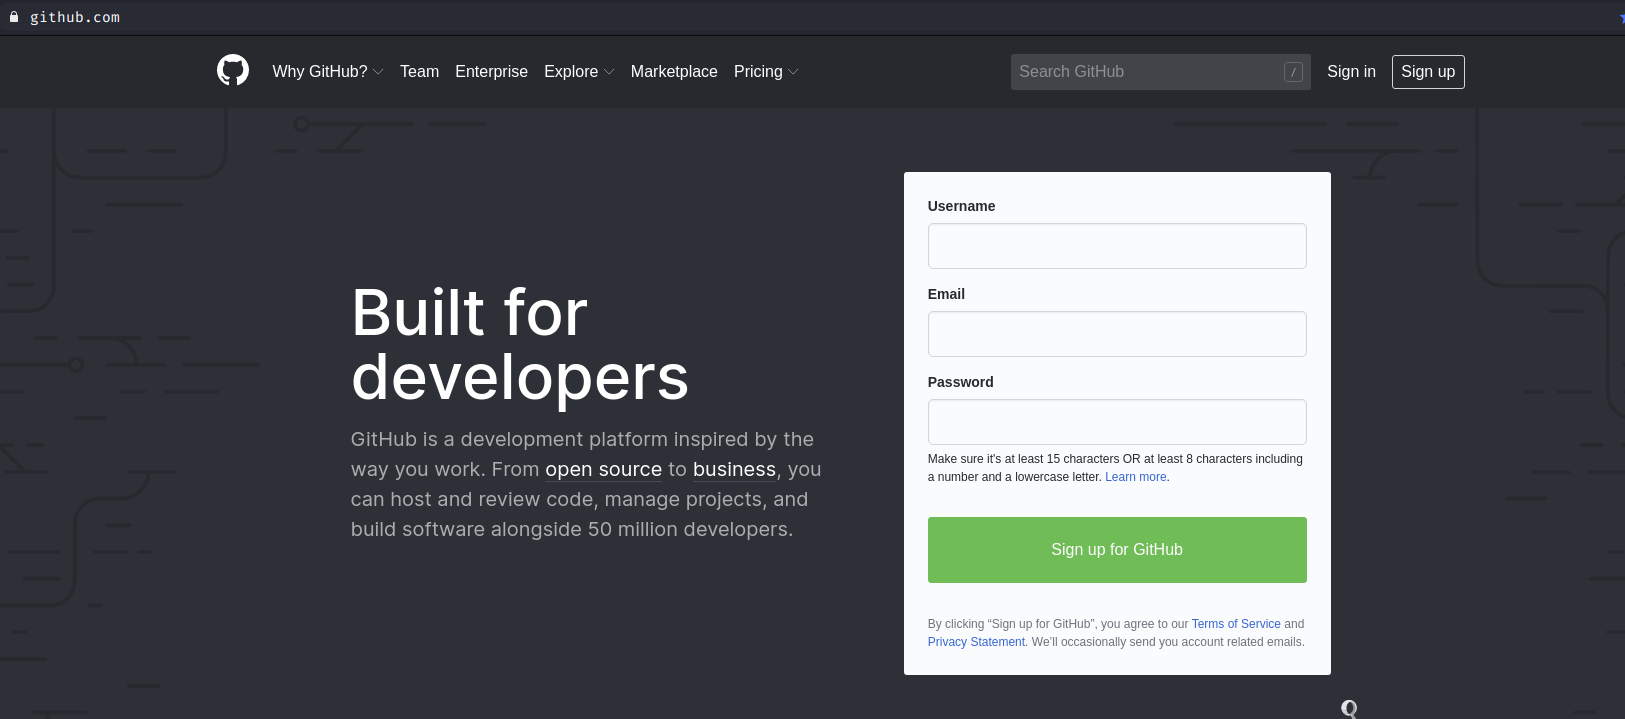 github.com
Why GitHub? Team Enterprise Explore Marketplace Pricing Search GitHub / Sign in Sign up
Built for
developers
GitHub is a development platform inspired by the
way you work. From open source to business, you
can host and review code, manage projects, and
build software alongside 50 million developers.
Username
Email
Password
Make sure it's at least 15 characters OR at least 8 characters including
a number and a lowercase letter. Learn more.
Sign up for GitHub
By clicking “Sign up for GitHub”, you agree to our Terms of Service and
Privacy Statement. We’ll occasionally send you account related emails.